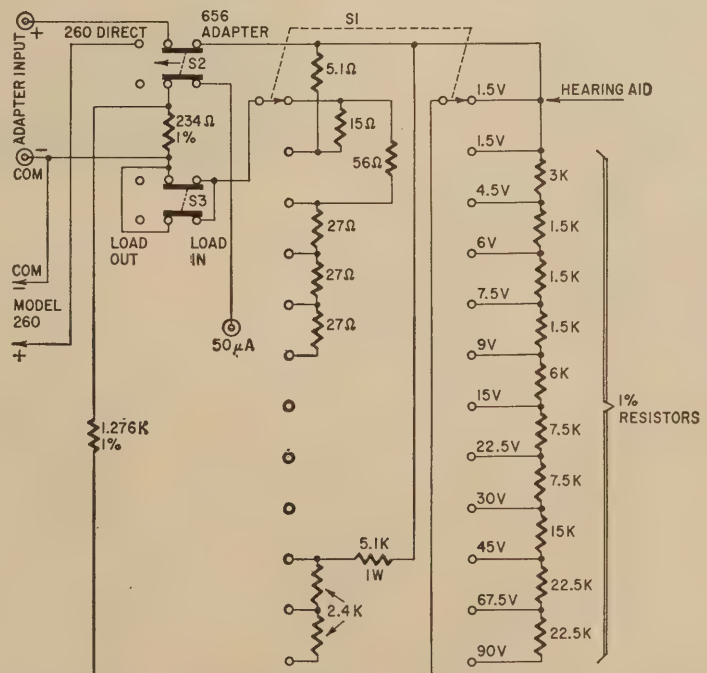 ADAPTER INPUT
+
−
COM
COM
−
MODEL
260
+
260 DIRECT
656
ADAPTER
S2
234Ω
1%
S3
LOAD
OUT
LOAD
IN
50μA
1.276K
1%
S1
5.1Ω
15Ω
56Ω
27Ω
27Ω
27Ω
5.1K
1W
2.4K
HEARING AID
1.5V
1.5V
4.5V
6V
7.5V
9V
15V
22.5V
30V
45V
67.5V
90V
3K
1.5K
1.5K
1.5K
6K
7.5K
7.5K
15K
22.5K
22.5K
1%
RESISTORS